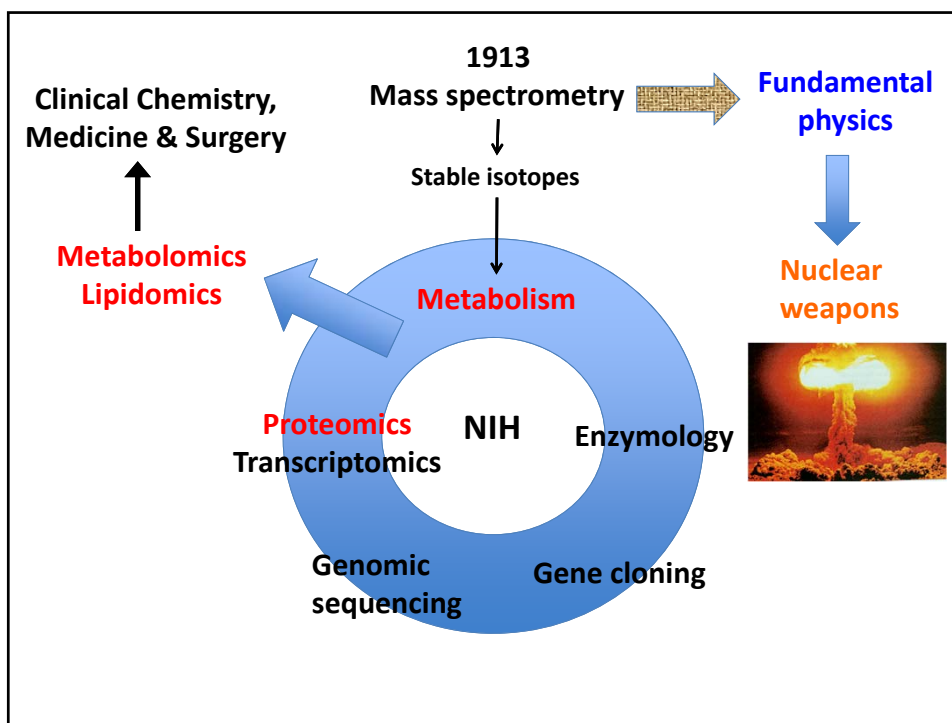 1913
Mass spectrometry
Clinical Chemistry,
Medicine & Surgery
Fundamental
physics
Stable isotopes
Metabolomics
Lipidomics
Nuclear
weapons
Metabolism
Proteomics
Transcriptomics
NIH
Enzymology
Genomic
sequencing
Gene cloning